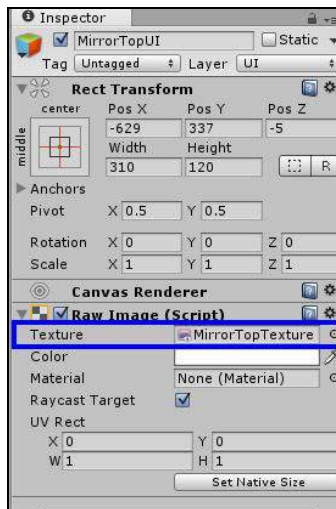 Inspector
MirrorTopUI Static
Tag Untagged Layer UI
Rect Transform
center Pos X Pos Y Pos Z
middle -629 337 -5
Width Height
310 120 R
Anchors
Pivot X 0.5 Y 0.5
Rotation X 0 Y 0 Z 0
Scale X 1 Y 1 Z 1
Canvas Renderer
Raw Image (Script)
Texture MirrorTopTexture
Color
Material None (Material)
Raycast Target
UV Rect
X 0 Y 0
W 1 H 1
Set Native Size